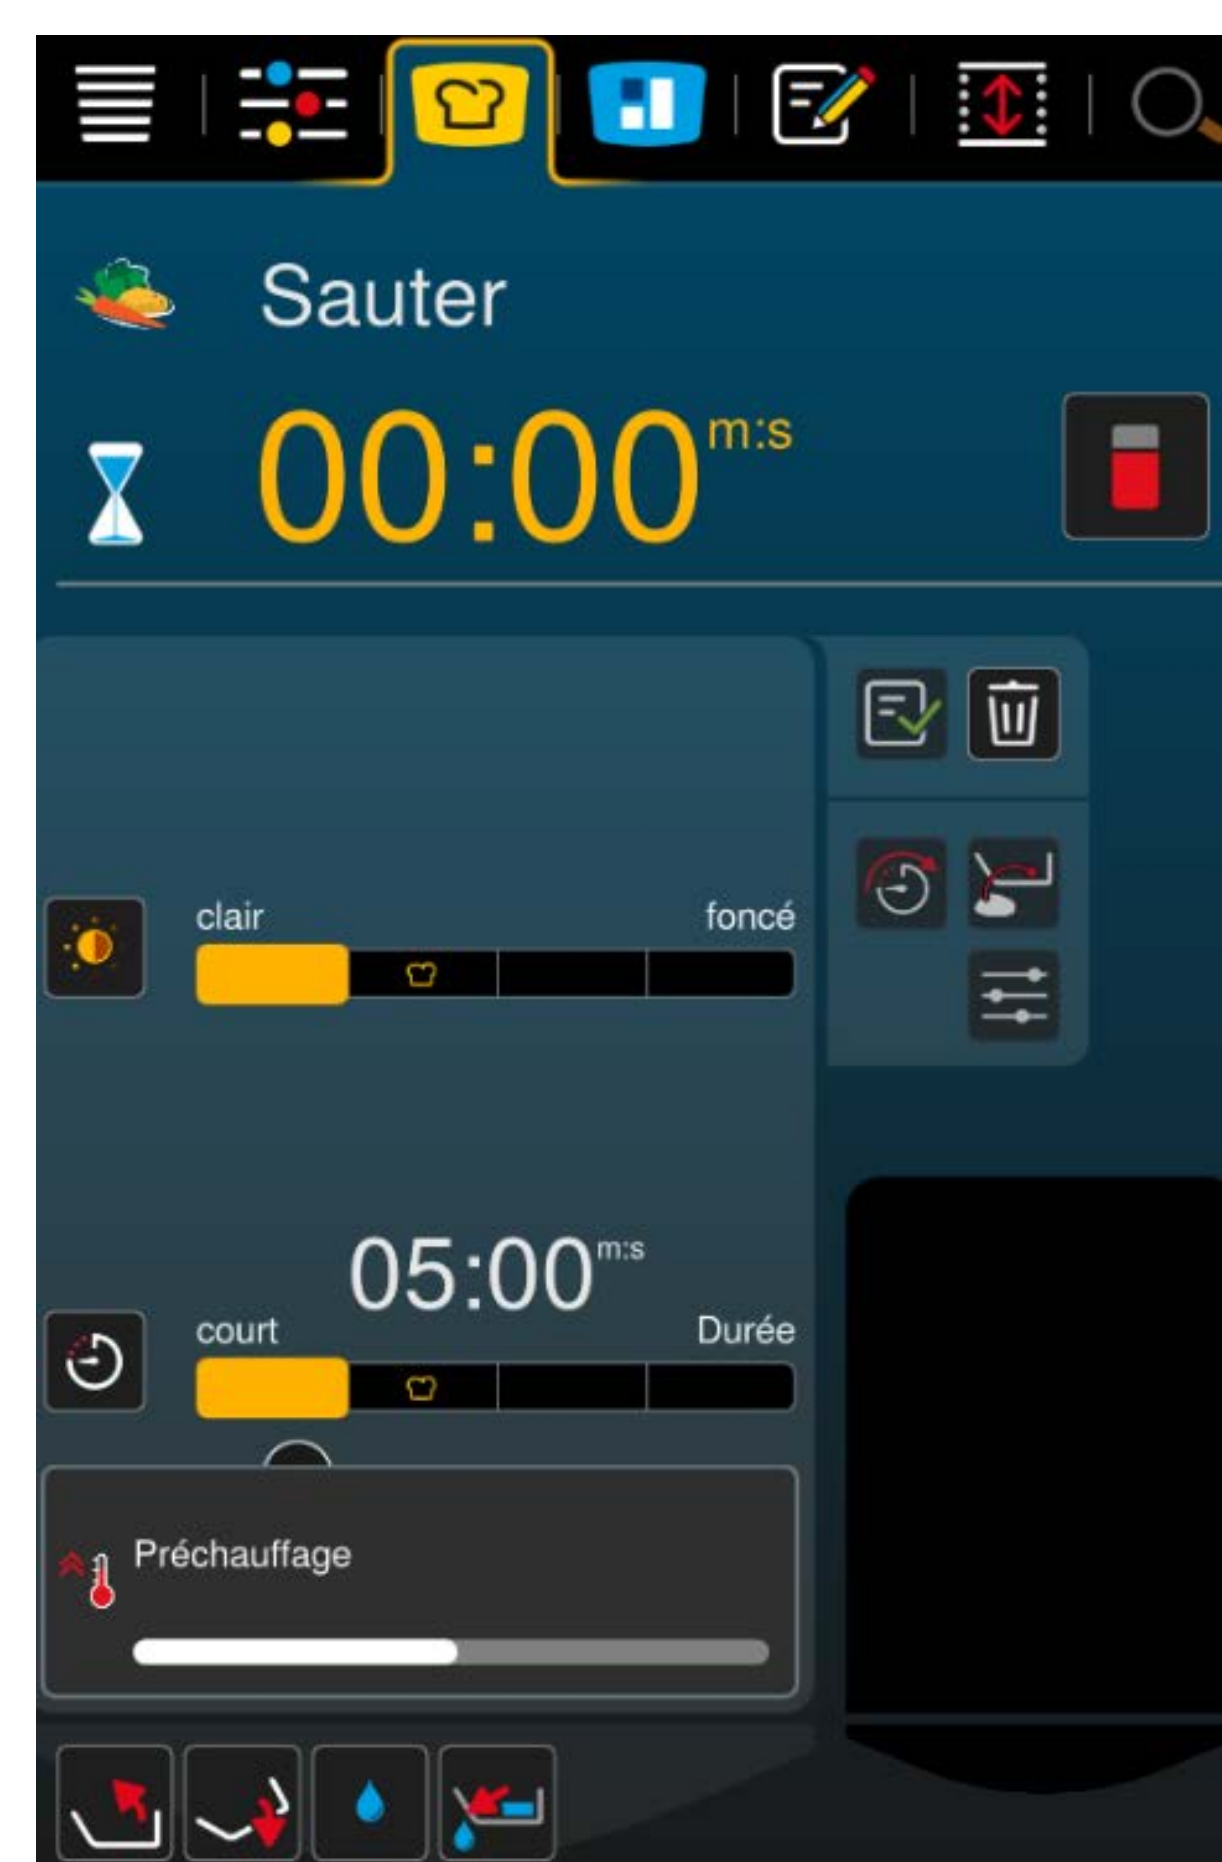 Sauter
00:00 m:s
clair foncé
05:00 m:s
court Durée
Préchauffage